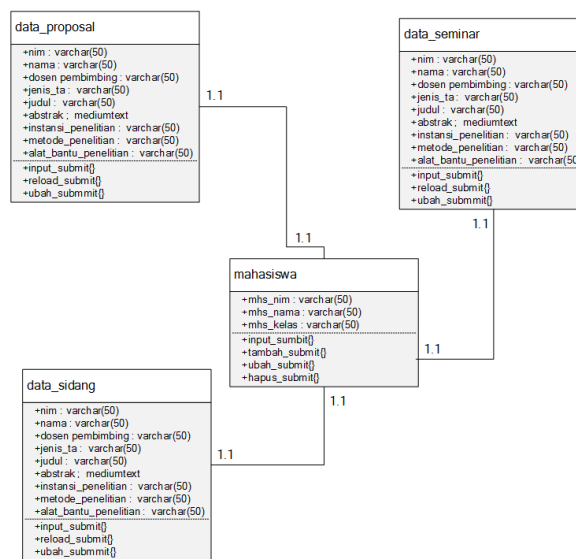 data_proposal
+nim : varchar(50)
+nama : varchar(50)
+dosen pembimbing : varchar(50)
+jenis_ta : varchar(50)
+judul : varchar(50)
+abstrak ; mediumtext
+instansi_penelitian : varchar(50)
+metode_penelitian : varchar(50)
+alat_bantu_penelitian : varchar(50)
+input_submit{}
+reload_submit{}
+ubah_submmit{}
1.1
1.1
data_seminar
+nim : varchar(50)
+nama : varchar(50)
+dosen pembimbing : varchar(50)
+jenis_ta : varchar(50)
+judul : varchar(50)
+abstrak ; mediumtext
+instansi_penelitian : varchar(50)
+metode_penelitian : varchar(50)
+alat_bantu_penelitian : varchar(50
+input_submit{}
+reload_submit{}
+ubah_submmit{}
1.1
1.1
mahasiswa
+mhs_nim : varchar(50)
+mhs_nama : varchar(50)
+mhs_kelas : varchar(50)
+input_sumbit{}
+tambah_submit{}
+ubah_submit{}
+hapus_submit{}
1.1
1.1
data_sidang
+nim : varchar(50)
+nama : varchar(50)
+dosen pembimbing : varchar(50)
+jenis_ta : varchar(50)
+judul : varchar(50)
+abstrak ; mediumtext
+instansi_penelitian : varchar(50)
+metode_penelitian : varchar(50)
+alat_bantu_penelitian : varchar(50)
+input_submit{}
+reload_submit{}
+ubah_submmit{}